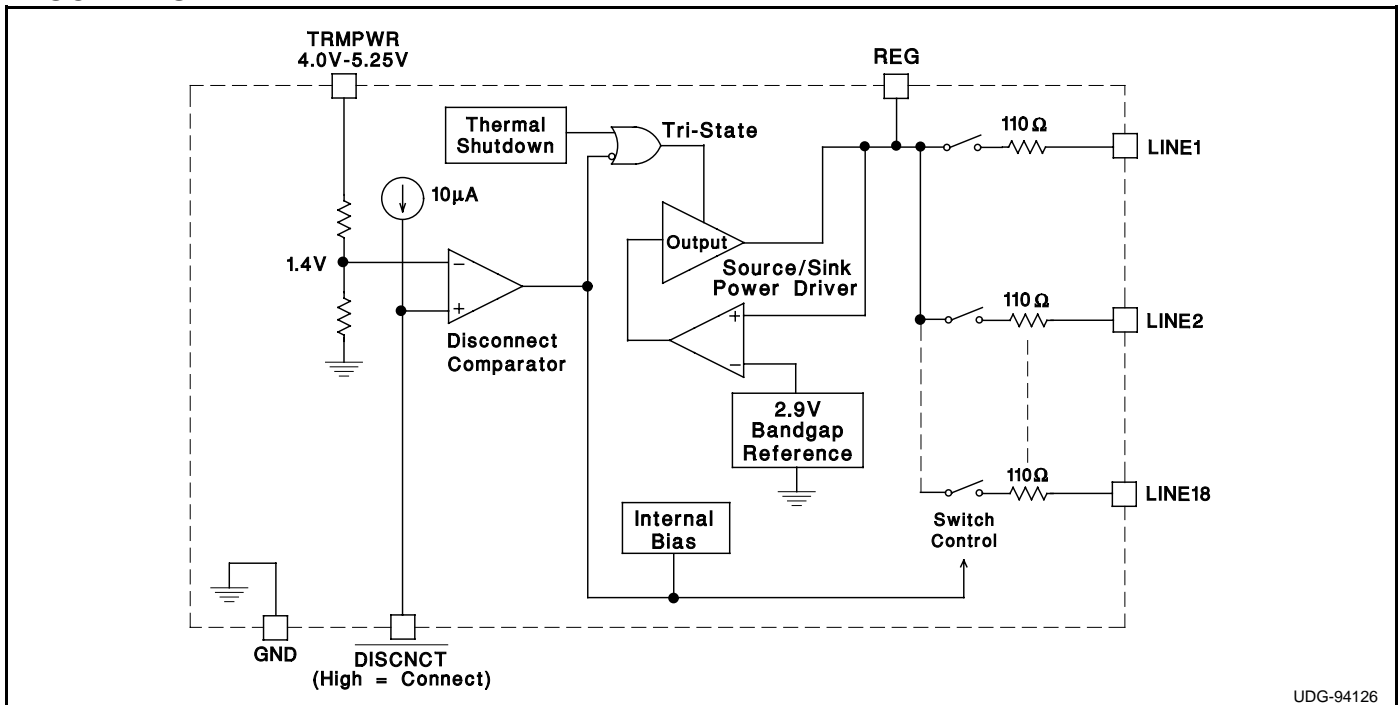 TRMPWR
4.0V-5.25V
REG
Thermal
Shutdown
Tri-State
110Ω
LINE1
10µA
Output
1.4V
−
+
Source/Sink
Power Driver
Disconnect
Comparator
+
−
110Ω
LINE2
2.9V
Bandgap
Reference
110Ω
LINE18
Internal
Bias
Switch
Control
GND
DISCNCT
(High = Connect)
UDG-94126